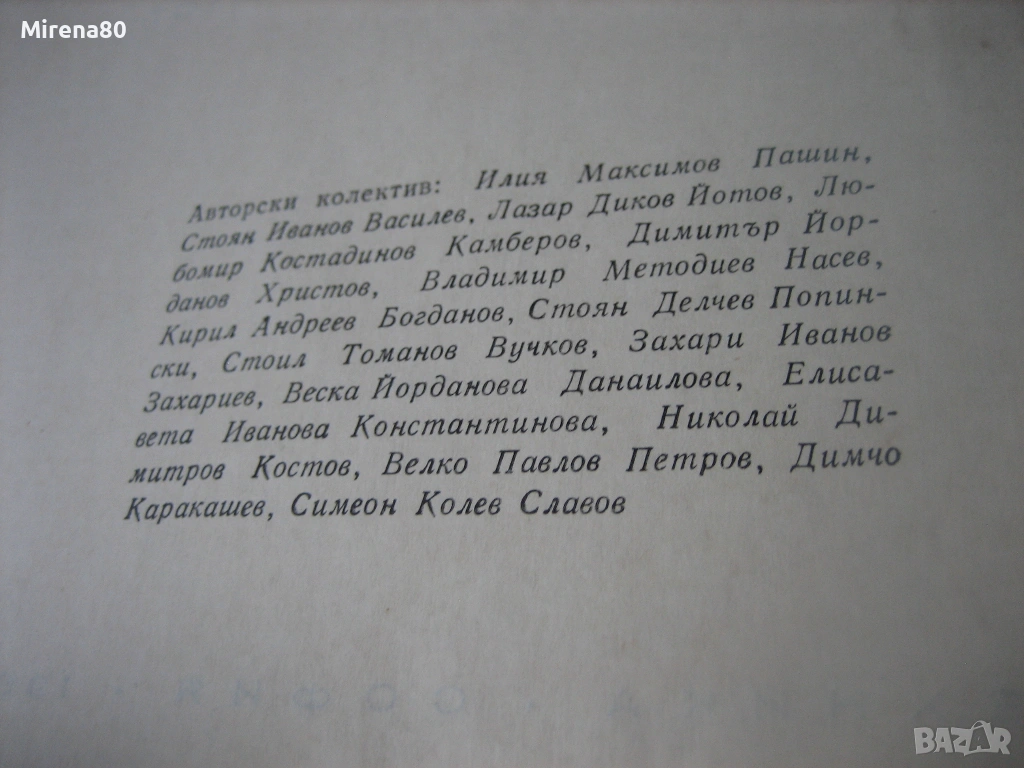 Mirena80
Авторски колектив: Илия Максимов Пашин,
Стоян Иванов Василев, Лазар Диков Йотов, Лю-
бомир Костадинов Камберов, Димитър Йор-
данов Христов, Владимир Методиев Насев,
Кирил Андреев Богданов, Стоян Делчев Попин-
ски, Стоил Томанов Вучков, Захари Иванов
Захариев, Веска Йорданова Данаилова, Елиса-
вета Иванова Константинова, Николай Ди-
митров Костов, Велко Павлов Петров, Димчо
Каракашев, Симеон Колев Славов
BAZAR